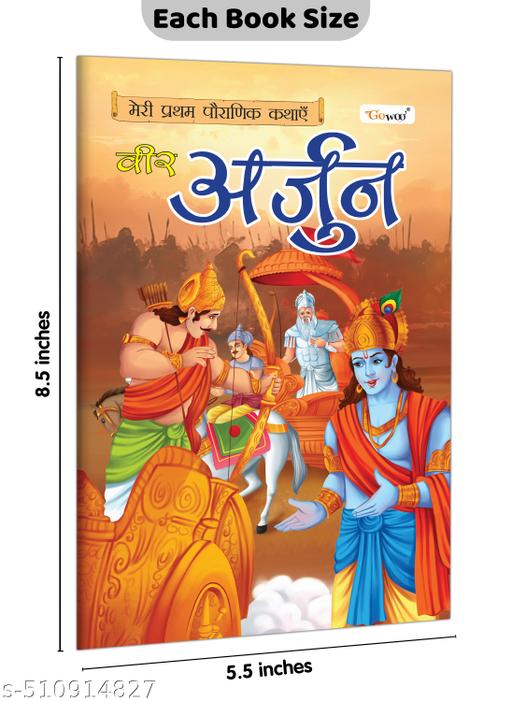 Each Book Size
मेरी प्रथम पौराणिक कथाएँ
Gowoo®
वीर
अर्जुन
8.5 inches
5.5 inches
s-510914827